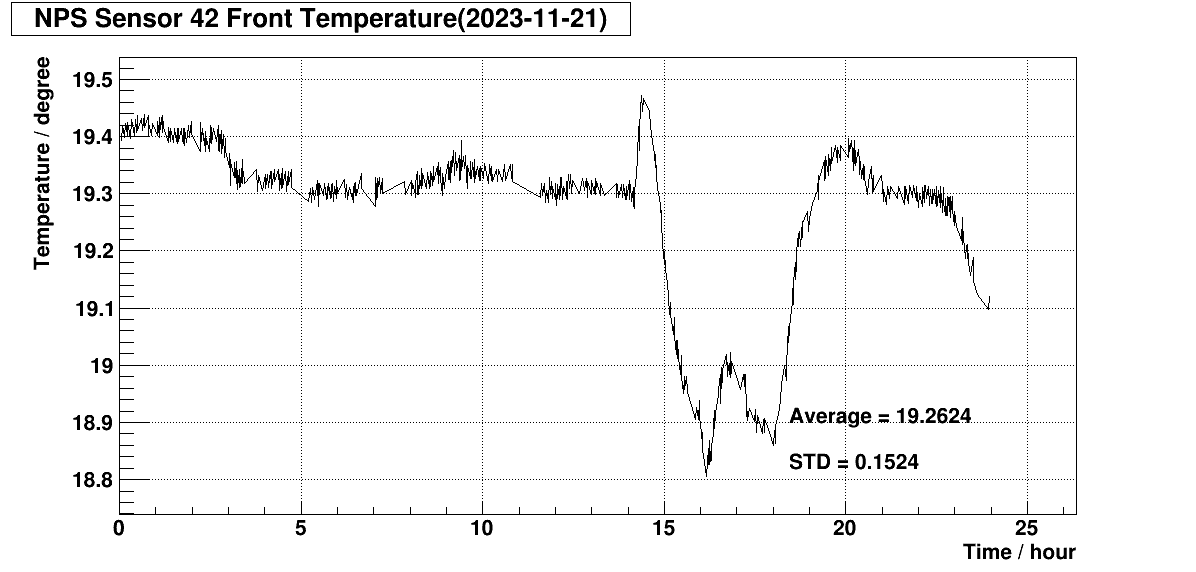 NPS Sensor 42 Front Temperature(2023-11-21)
Temperature / degree
19.5
19.4
19.3
19.2
19.1
19
18.9
18.8
Average = 19.2624
STD = 0.1524
0 5 10 15 20 25
Time / hour